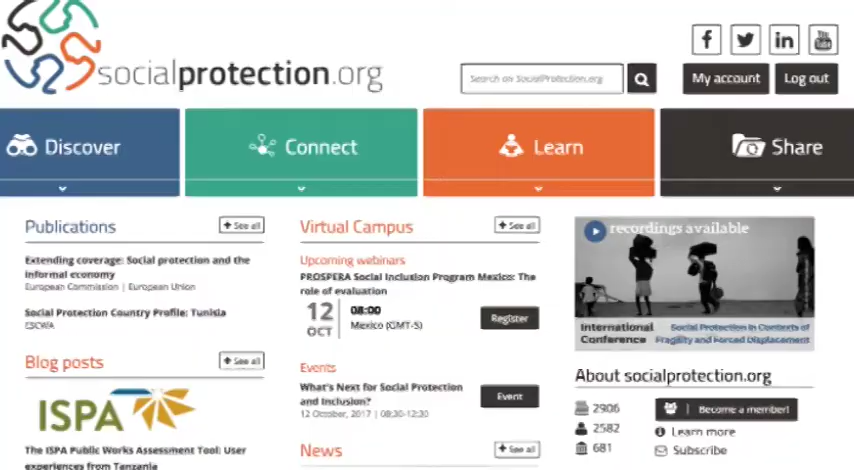 socialprotection.org
Search on SocialProtection.org
My account
Log out
Discover
Connect
Learn
Share
Publications
+ See all
Extending coverage: Social protection and the
informal economy
European Commission | European Union
Social Protection Country Profile: Tunisia
ESCWA
Blog posts
+ See all
ISPA
The ISPA Public Works Assessment Tool: User
experiences from Tanzania
Virtual Campus
+ See all
Upcoming webinars
PROSPERA Social Inclusion Program Mexico: The
role of evaluation
12
OCT
08:00
Mexico (GMT-5)
Register
Events
What's Next for Social Protection
and Inclusion?
12 October, 2017 | 08:30-12:30
Event
News
+ See all
recordings available
International
Conference
Social Protection in Contexts of
Fragility and Forced Displacement
About socialprotection.org
2906
2582
681
Become a member!
Learn more
Subscribe
You
Tube